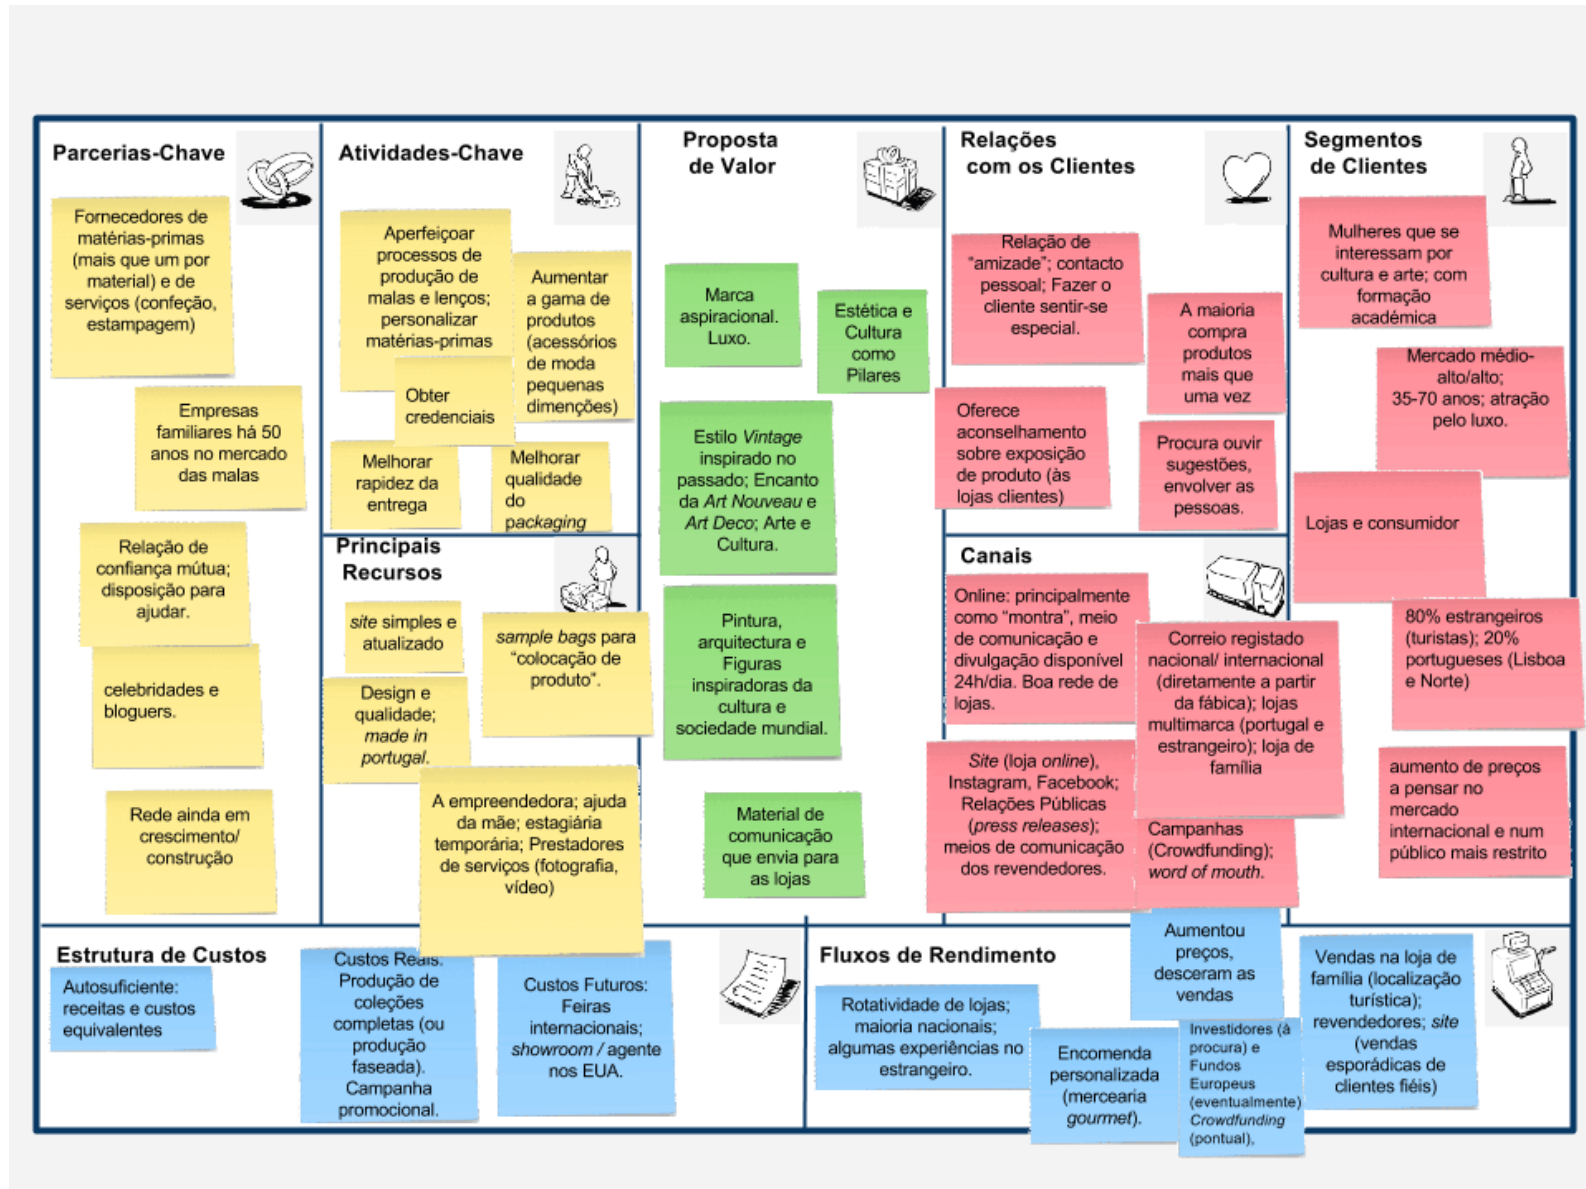 Parcerias-Chave
Fornecedores de
matérias-primas
(mais que um por
material) e de
serviços (confeção,
estampagem)
Empresas
familiares há 50
anos no mercado
das malas
Relação de
confiança mútua;
disposição para
ajudar.
celebridades e
bloguers.
Rede ainda em
crescimento/
construção
Atividades-Chave
Aperfeiçoar
processos de
produção de
malas e lenços;
personalizar
matérias-primas
Aumentar
a gama de
produtos
(acessórios
de moda
pequenas
dimenções)
Obter
credenciais
Melhorar
rapidez da
entrega
Melhorar
qualidade
do
packaging
Principais
Recursos
site simples e
atualizado
sample bags para
“colocação de
produto”.
Design e
qualidade;
made in
portugal.
A empreendedora; ajuda
da mãe; estagiária
temporária; Prestadores
de serviços (fotografia,
vídeo)
Proposta
de Valor
Marca
aspiracional.
Luxo.
Estética e
Cultura
como
Pilares
Estilo Vintage
inspirado no
passado; Encanto
da Art Nouveau e
Art Deco; Arte e
Cultura.
Pintura,
arquitectura e
Figuras
inspiradoras da
cultura e
sociedade mundial.
Material de
comunicação
que envia para
as lojas
Relações
com os Clientes
Relação de
“amizade”; contacto
pessoal; Fazer o
cliente sentir-se
especial.
A maioria
compra
produtos
mais que
uma vez
Oferece
aconselhamento
sobre exposição
de produto (às
lojas clientes)
Procura ouvir
sugestões,
envolver as
pessoas.
Canais
Online: principalmente
como “montra”, meio
de comunicação e
divulgação disponível
24h/dia. Boa rede de
lojas.
Correio registado
nacional/ internacional
(diretamente a partir
da fábica); lojas
multimarca (portugal e
estrangeiro); loja de
família
Site (loja online),
Instagram, Facebook;
Relações Públicas
(press releases);
meios de comunicação
dos revendedores.
Campanhas
(Crowdfunding);
word of mouth.
Segmentos
de Clientes
Mulheres que se
interessam por
cultura e arte; com
formação
académica
Mercado médio-
alto/alto;
35-70 anos; atração
pelo luxo.
Lojas e consumidor
80% estrangeiros
(turistas); 20%
portugueses (Lisboa
e Norte)
aumento de preços
a pensar no
mercado
internacional e num
público mais restrito
Estrutura de Custos
Autosuficiente:
receitas e custos
equivalentes
Custos Reais:
Produção de
coleções
completas (ou
produção
faseada).
Campanha
promocional.
Custos Futuros:
Feiras
internacionais;
showroom / agente
nos EUA.
Fluxos de Rendimento
Rotatividade de lojas;
maioria nacionais;
algumas experiências no
estrangeiro.
Encomenda
personalizada
(mercearia
gourmet).
Aumentou
preços,
desceram as
vendas
Investidores (à
procura) e
Fundos
Europeus
(eventualmente)
Crowdfunding
(pontual),
Vendas na loja de
família (localização
turística);
revendedores; site
(vendas
esporádicas de
clientes fiéis)